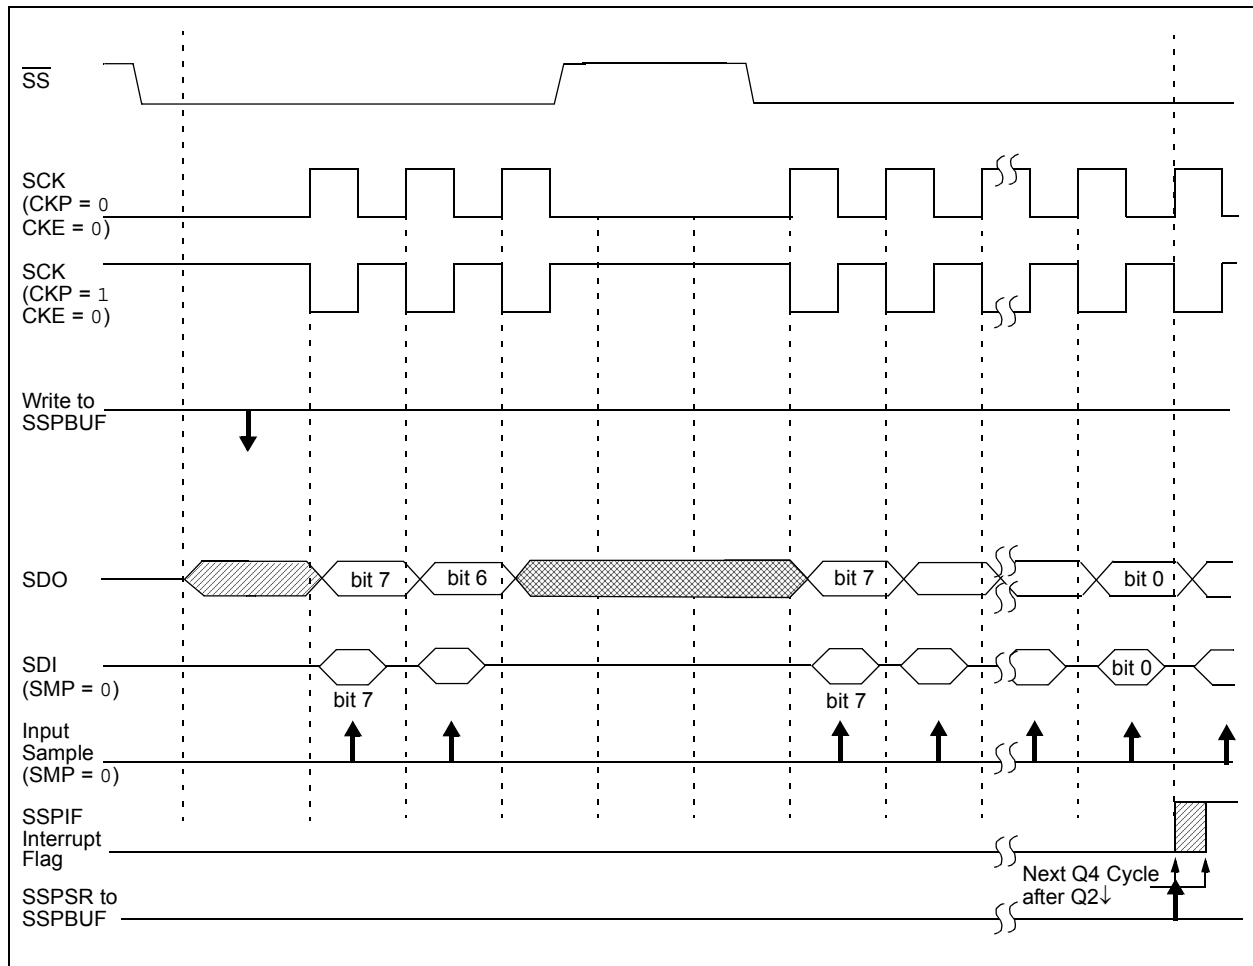 SS
SCK
(CKP = 0
CKE = 0)
SCK
(CKP = 1
CKE = 0)
Write to
SSPBUF
SDO
bit 7
bit 6
bit 7
bit 0
SDI
(SMP = 0)
bit 7
bit 7
bit 0
Input
Sample
(SMP = 0)
SSPIF
Interrupt
Flag
Next Q4 Cycle
after Q2↓
SSPSR to
SSPBUF